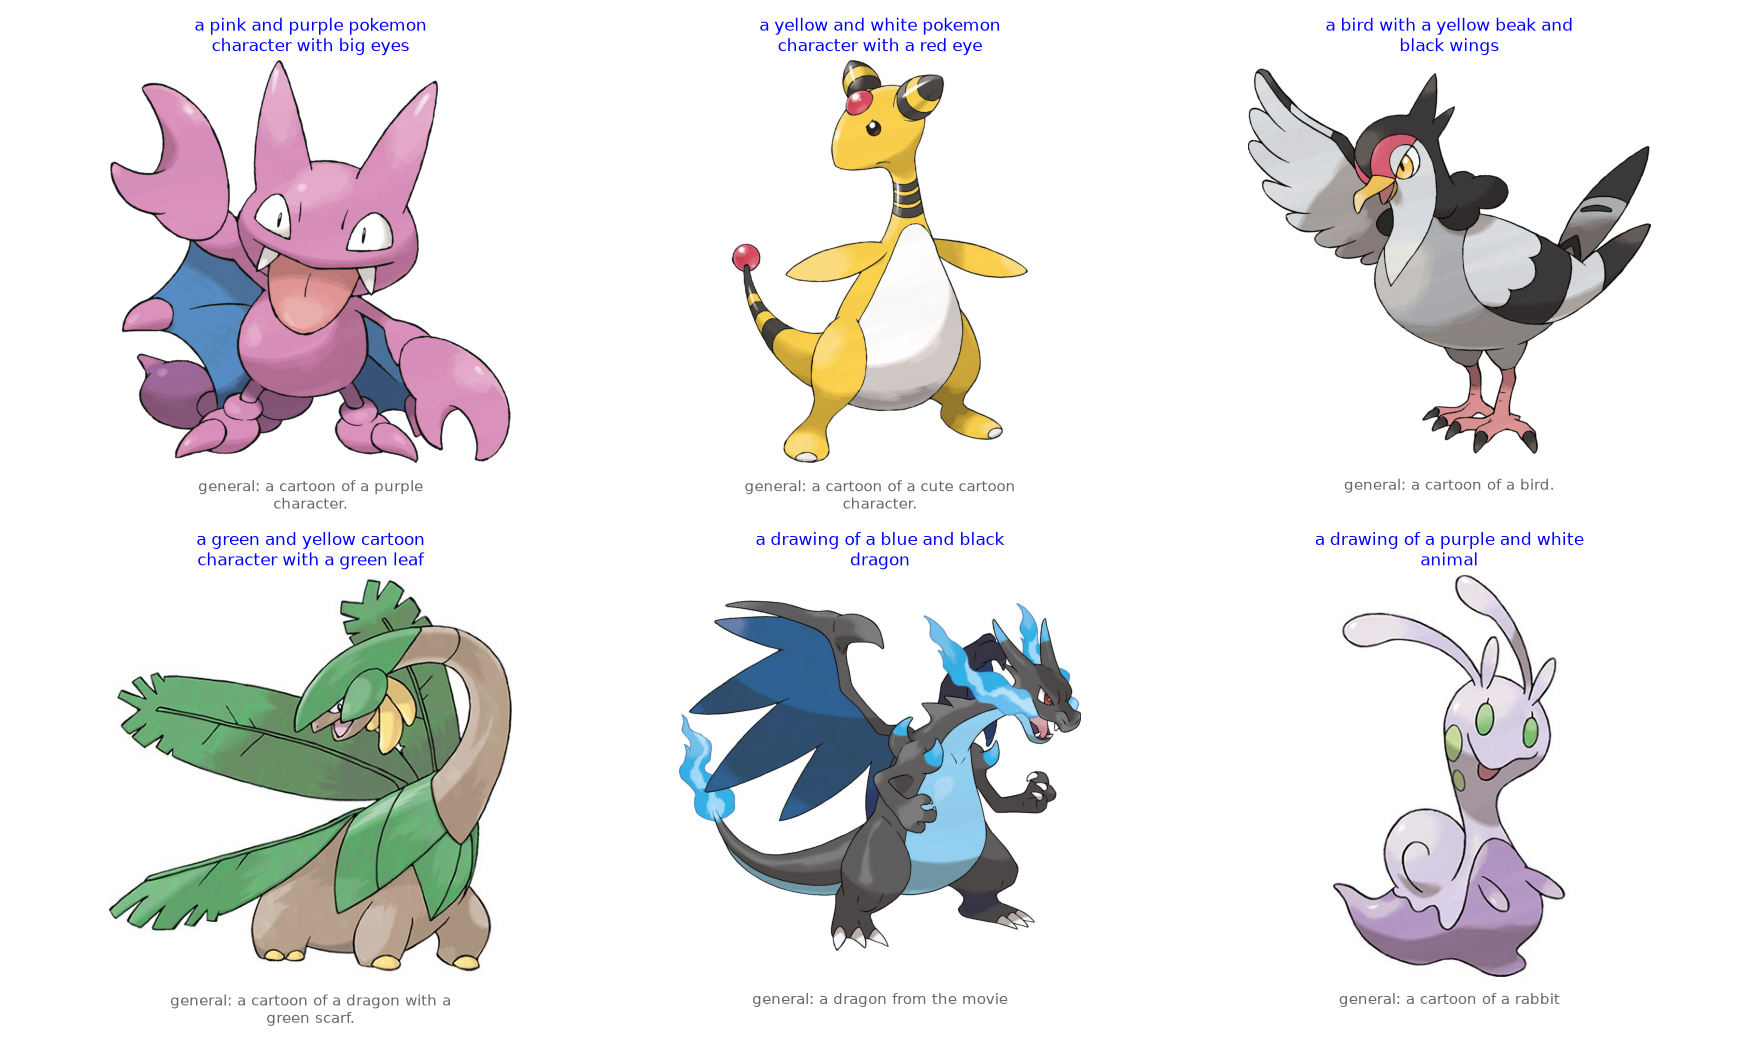 a pink and purple pokemon
character with big eyes
a yellow and white pokemon
character with a red eye
a bird with a yellow beak and
black wings
general: a cartoon of a purple
character.
general: a cartoon of a cute cartoon
character.
general: a cartoon of a bird.
a green and yellow cartoon
character with a green leaf
a drawing of a blue and black
dragon
a drawing of a purple and white
animal
general: a cartoon of a dragon with a
green scarf.
general: a dragon from the movie
general: a cartoon of a rabbit